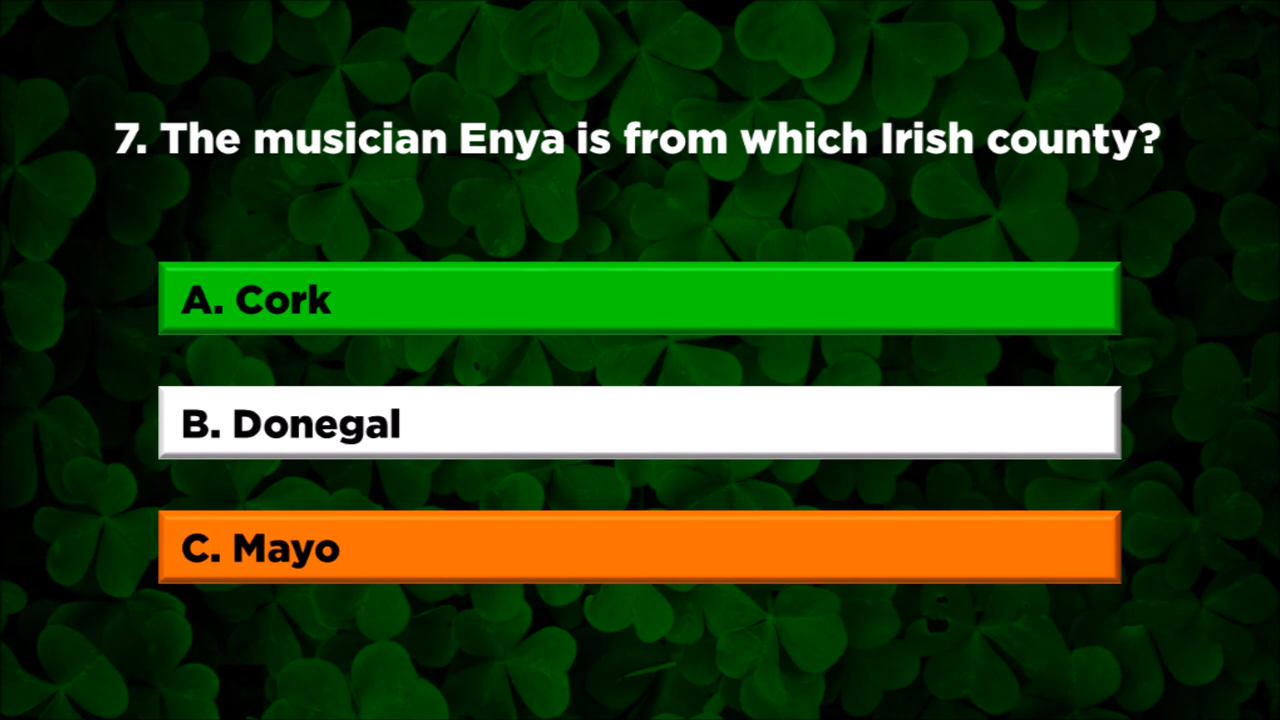 7. The musician Enya is from which Irish county?
A. Cork
B. Donegal
C. Mayo